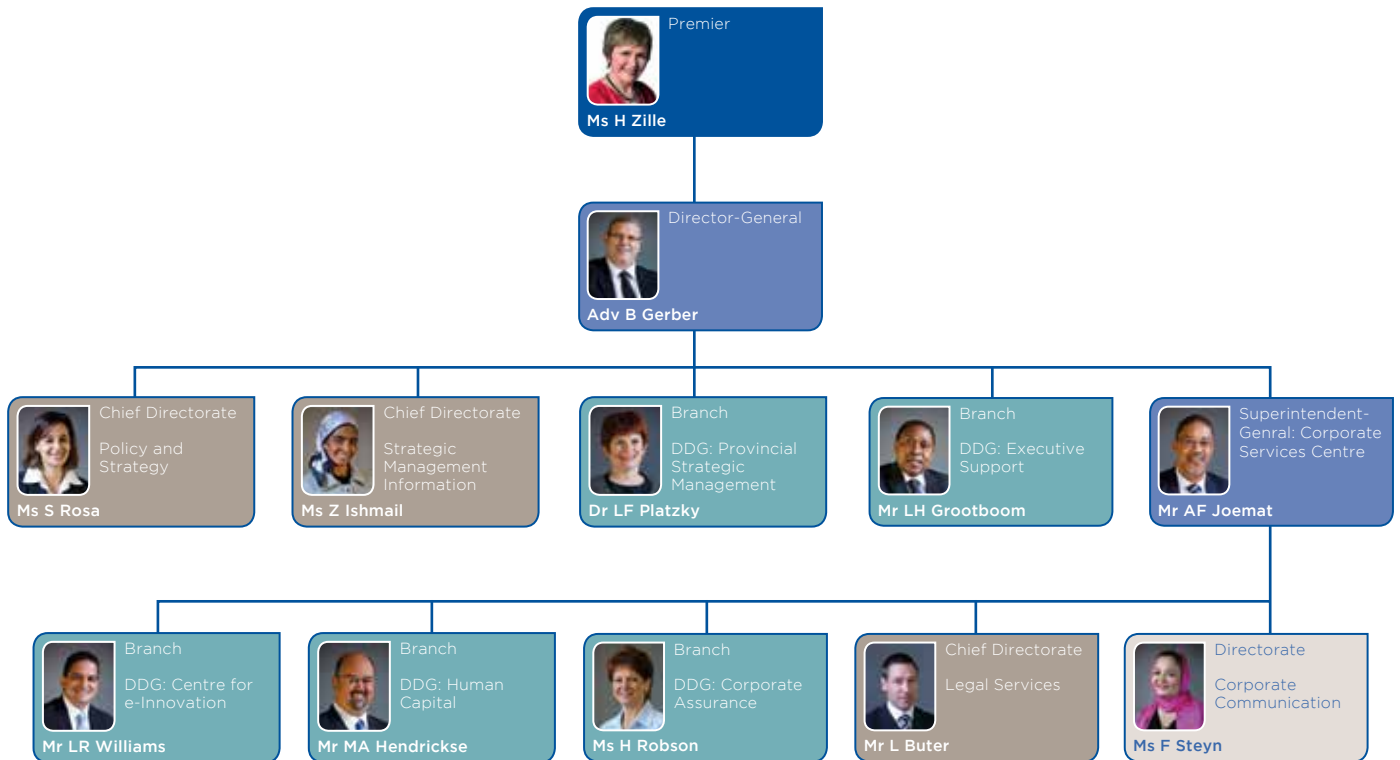 Premier
Ms H Zille
Director-General
Adv B Gerber
Chief Directorate
Policy and
Strategy
Ms S Rosa
Chief Directorate
Strategic
Management
Information
Ms Z Ishmail
Branch
DDG: Provincial
Strategic
Management
Dr LF Platzky
Branch
DDG: Executive
Support
Mr LH Grootboom
Superintendent-
Genral: Corporate
Services Centre
Mr AF Joemat
Branch
DDG: Centre for
e-Innovation
Mr LR Williams
Branch
DDG: Human
Capital
Mr MA Hendrickse
Branch
DDG: Corporate
Assurance
Ms H Robson
Chief Directorate
Legal Services
Mr L Buter
Directorate
Corporate
Communication
Ms F Steyn